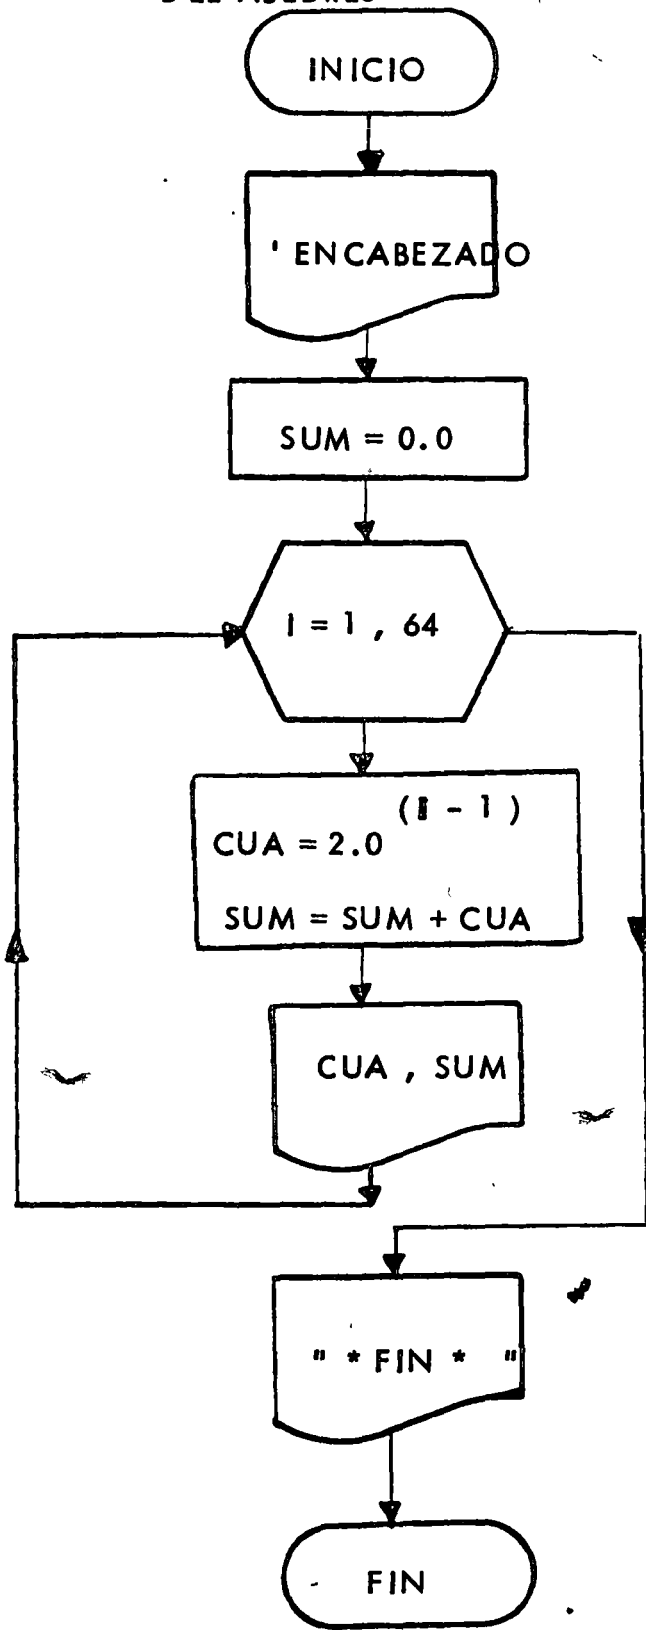 INICIO
' ENCABEZADO
SUM = 0.0
I = 1 , 64
(I - 1)
CUA = 2.0
SUM = SUM + CUA
CUA , SUM
" * FIN * "
FIN